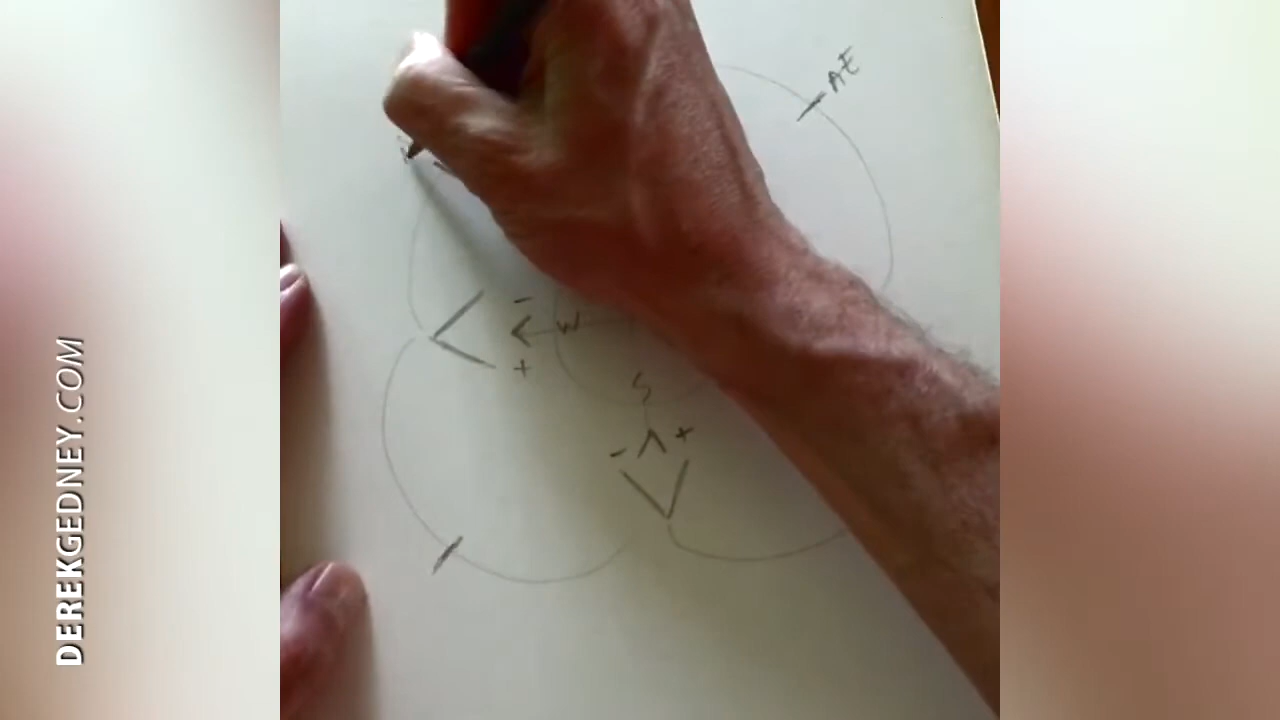 AE
- W
+
S
- +
DEREKGEDNEY.COM